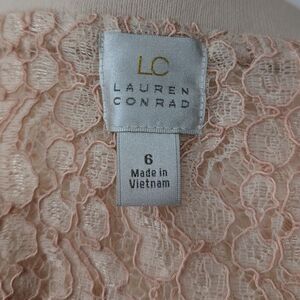 LC
LAUREN
CONRAD
6
Made in
Vietnam